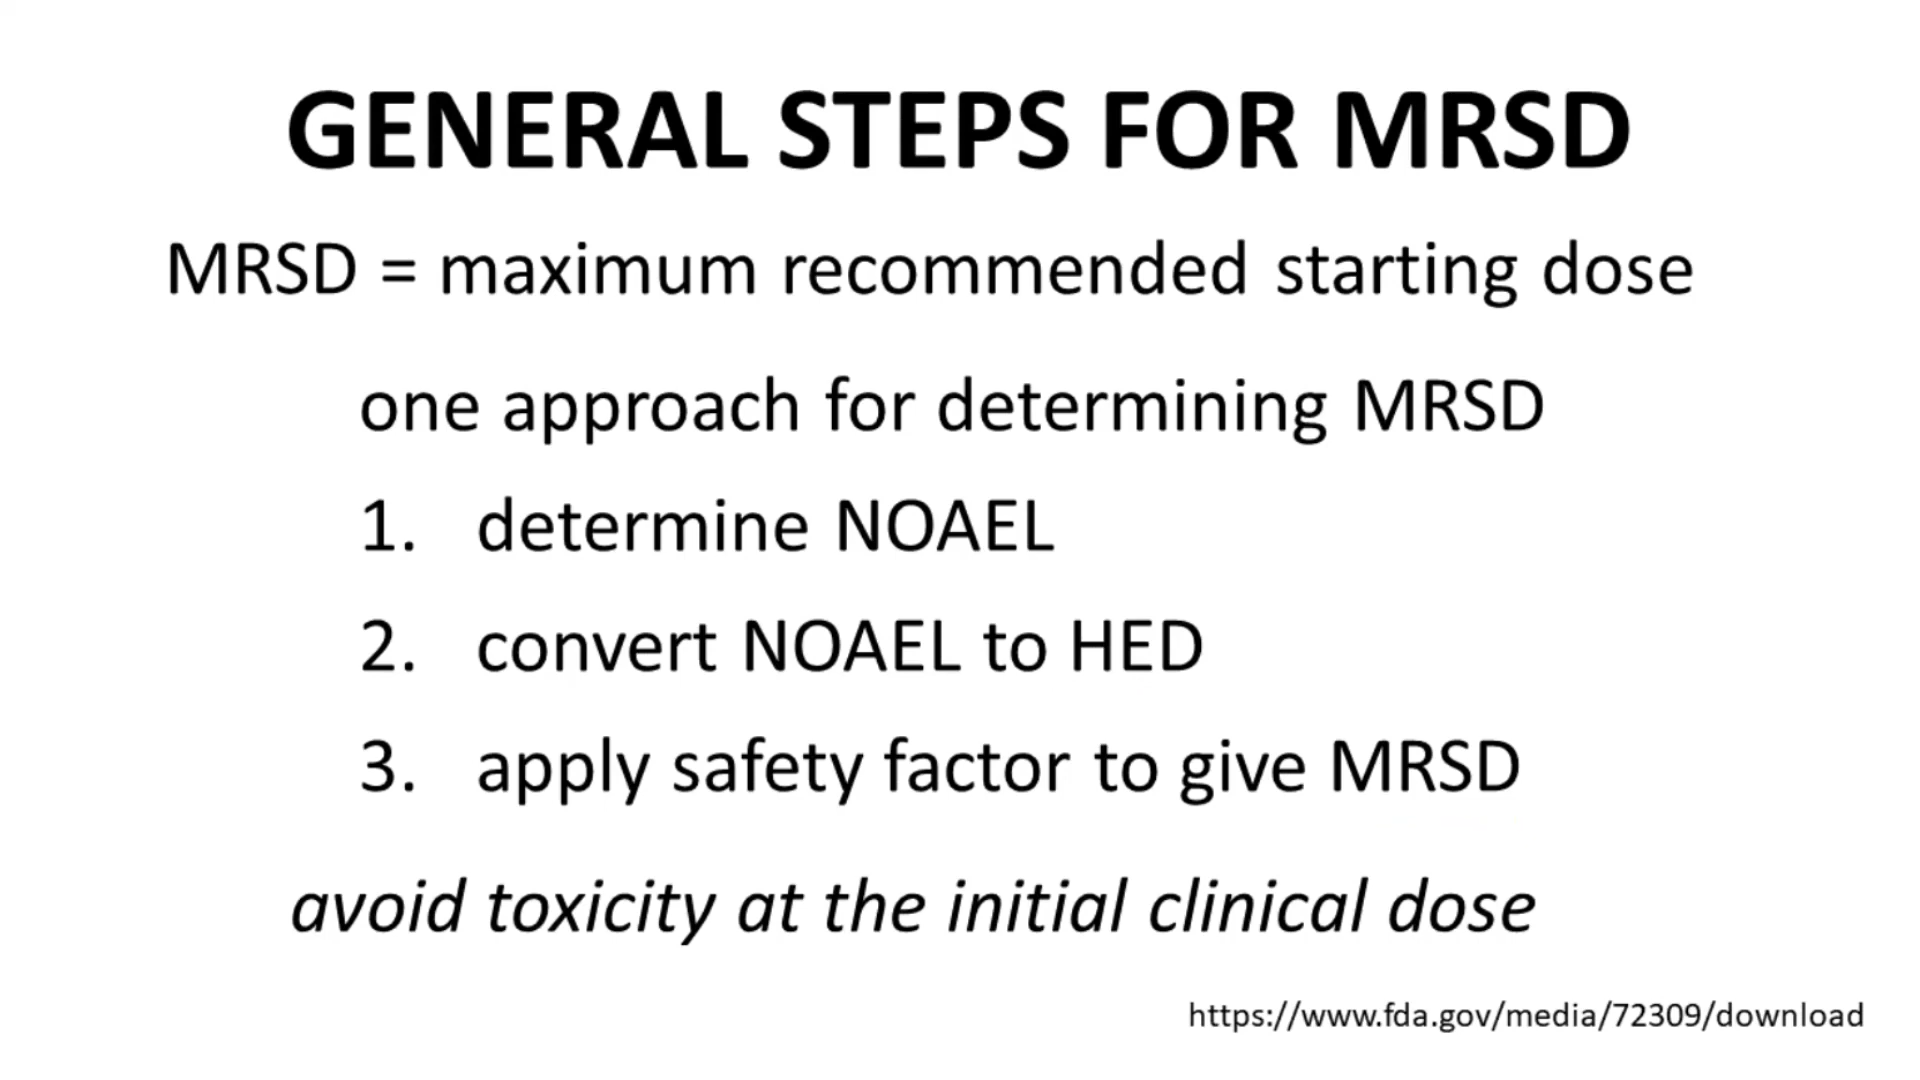 GENERAL STEPS FOR MRSD
MRSD = maximum recommended starting dose
one approach for determining MRSD
1. determine NOAEL
2. convert NOAEL to HED
3. apply safety factor to give MRSD
avoid toxicity at the initial clinical dose
https://www.fda.gov/media/72309/download